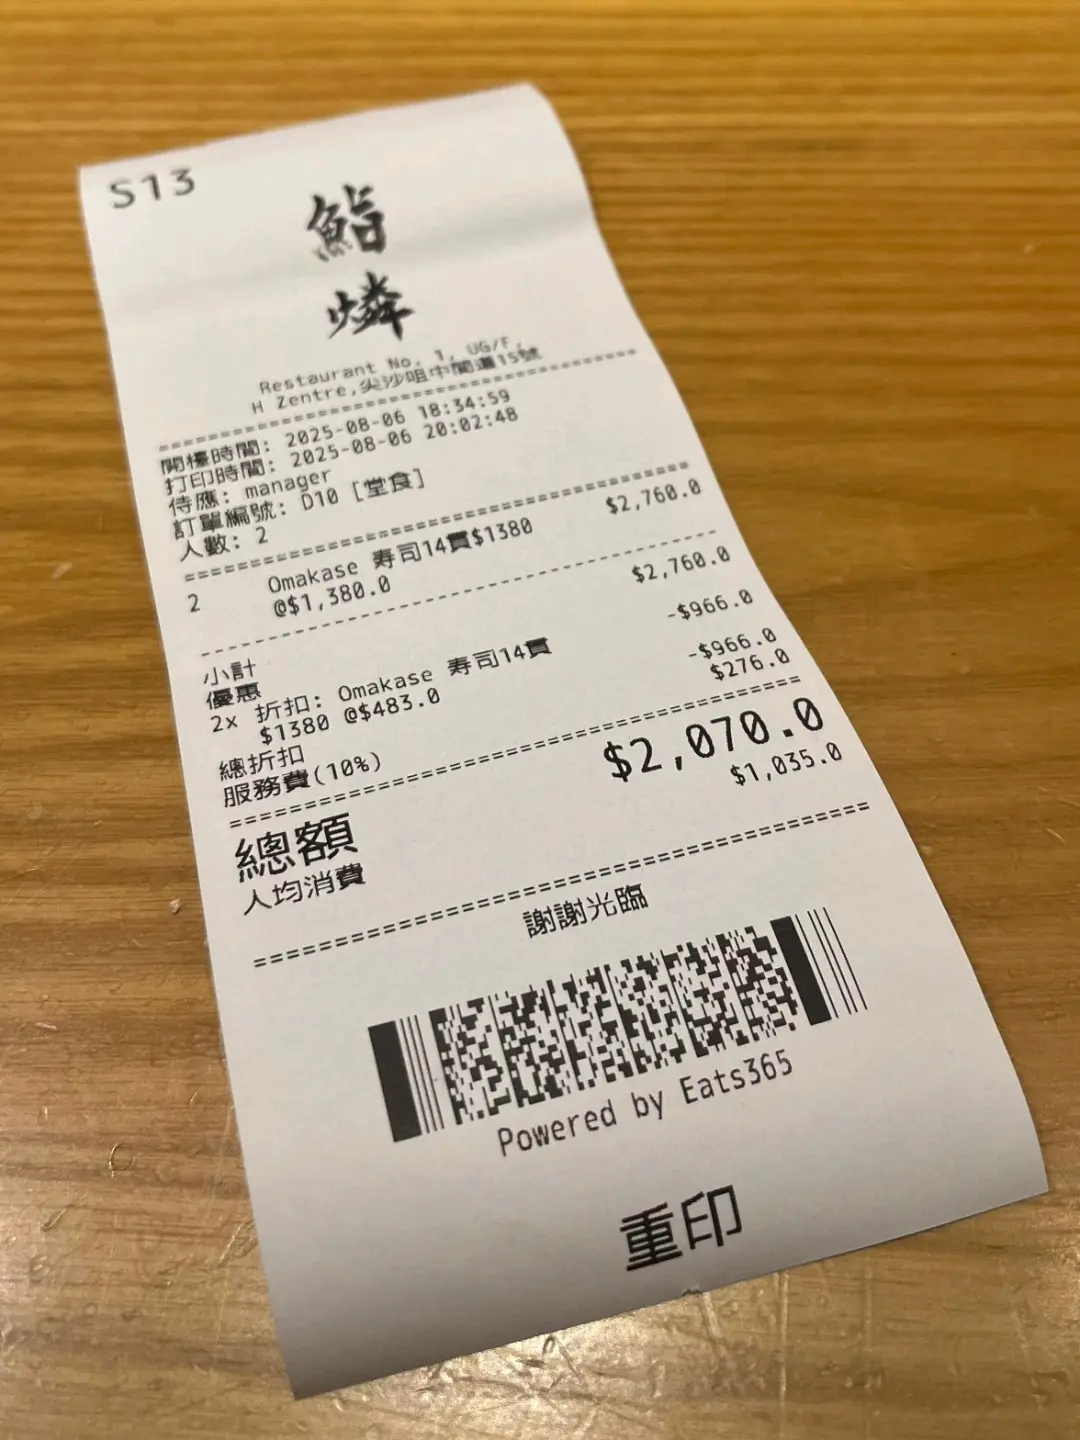 S13
鮨
燐
Restaurant No. 1, UG/F,
H Zentre,尖沙咀中間道15號
開檯時間: 2025-08-06 18:34:59
打印時間: 2025-08-06 20:02:48
侍應: manager
訂單編號: D10 [堂食]
人數: 2
2 Omakase 寿司14貫$1380 $2,760.0
@$1,380.0
小計 $2,760.0
優惠 -$966.0
2x 折扣: Omakase 寿司14貫
$1380 @$483.0
總折扣 -$966.0
服務費(10%) $276.0
總額 $2,070.0
人均消費 $1,035.0
謝謝光臨
Powered by Eats365
重印